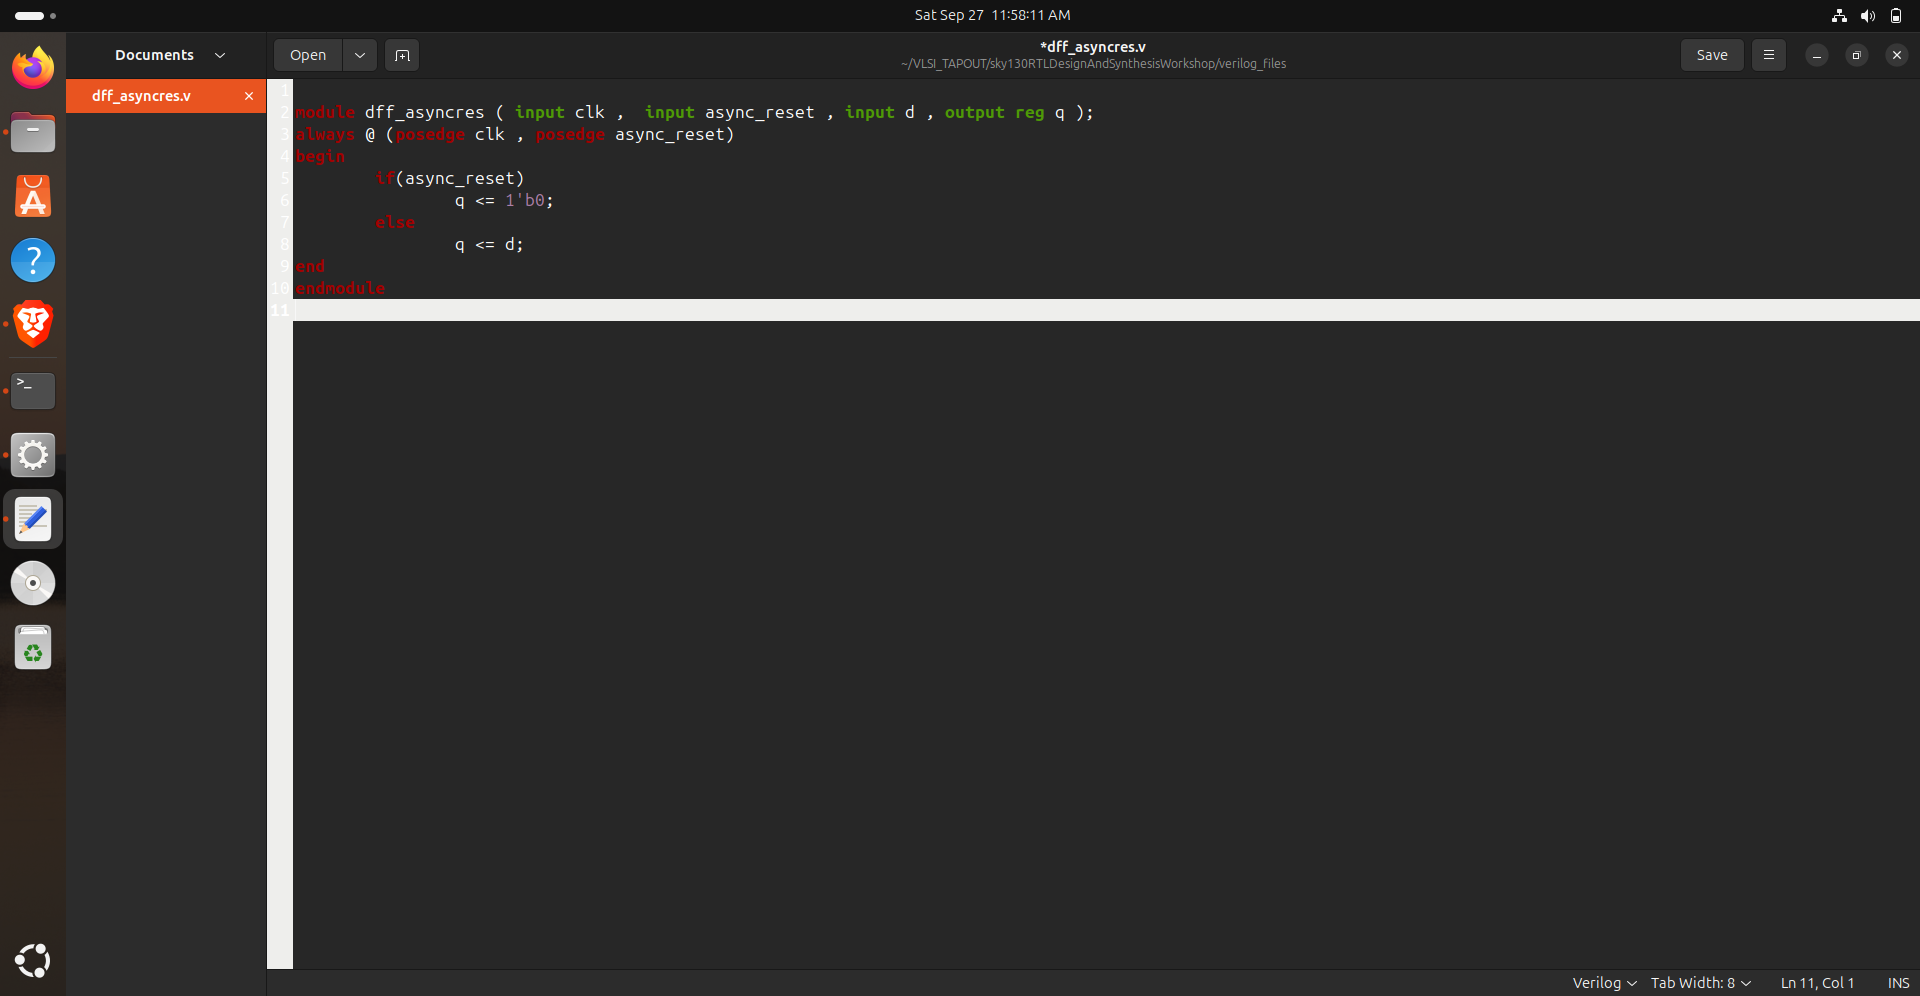 Sat Sep 27 11:58:11 AM
Documents
Open
*dff_asyncres.v
~/VLSI_TAPOUT/sky130RTLDesignAndSynthesisWorkshop/verilog_files
Save
dff_asyncres.v
1
2 module dff_asyncres ( input clk ,  input async_reset , input d , output reg q );
3 always @ (posedge clk , posedge async_reset)
4 begin
5         if(async_reset)
6                 q <= 1'b0;
7         else
8                 q <= d;
9 end
10 endmodule
11
Verilog Tab Width: 8 Ln 11, Col 1 INS